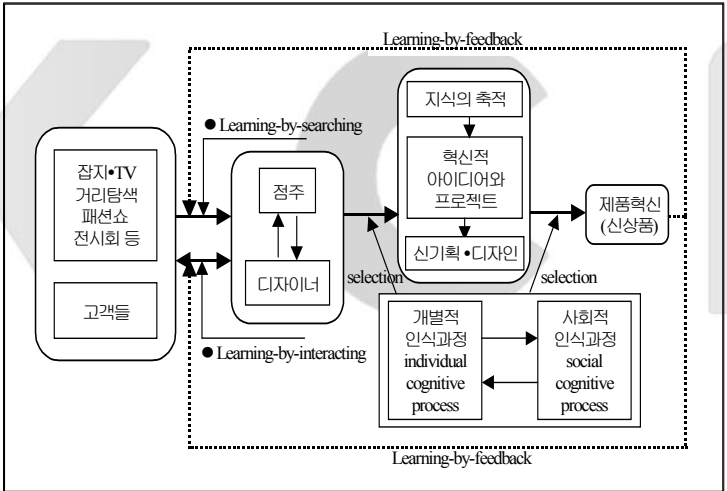 Learning-by-feedback
지식의 축적
● Learning-by-searching
잡지•TV
거리탐색
패션쇼
전시회 등
점주
혁신적
아이디어와
프로젝트
제품혁신
(신상품)
신기획•디자인
디자이너
selection
selection
고객들
개별적
인식과정
individual
cognitive
process
사회적
인식과정
social
cognitive
process
● Learning-by-interacting
Learning-by-feedback